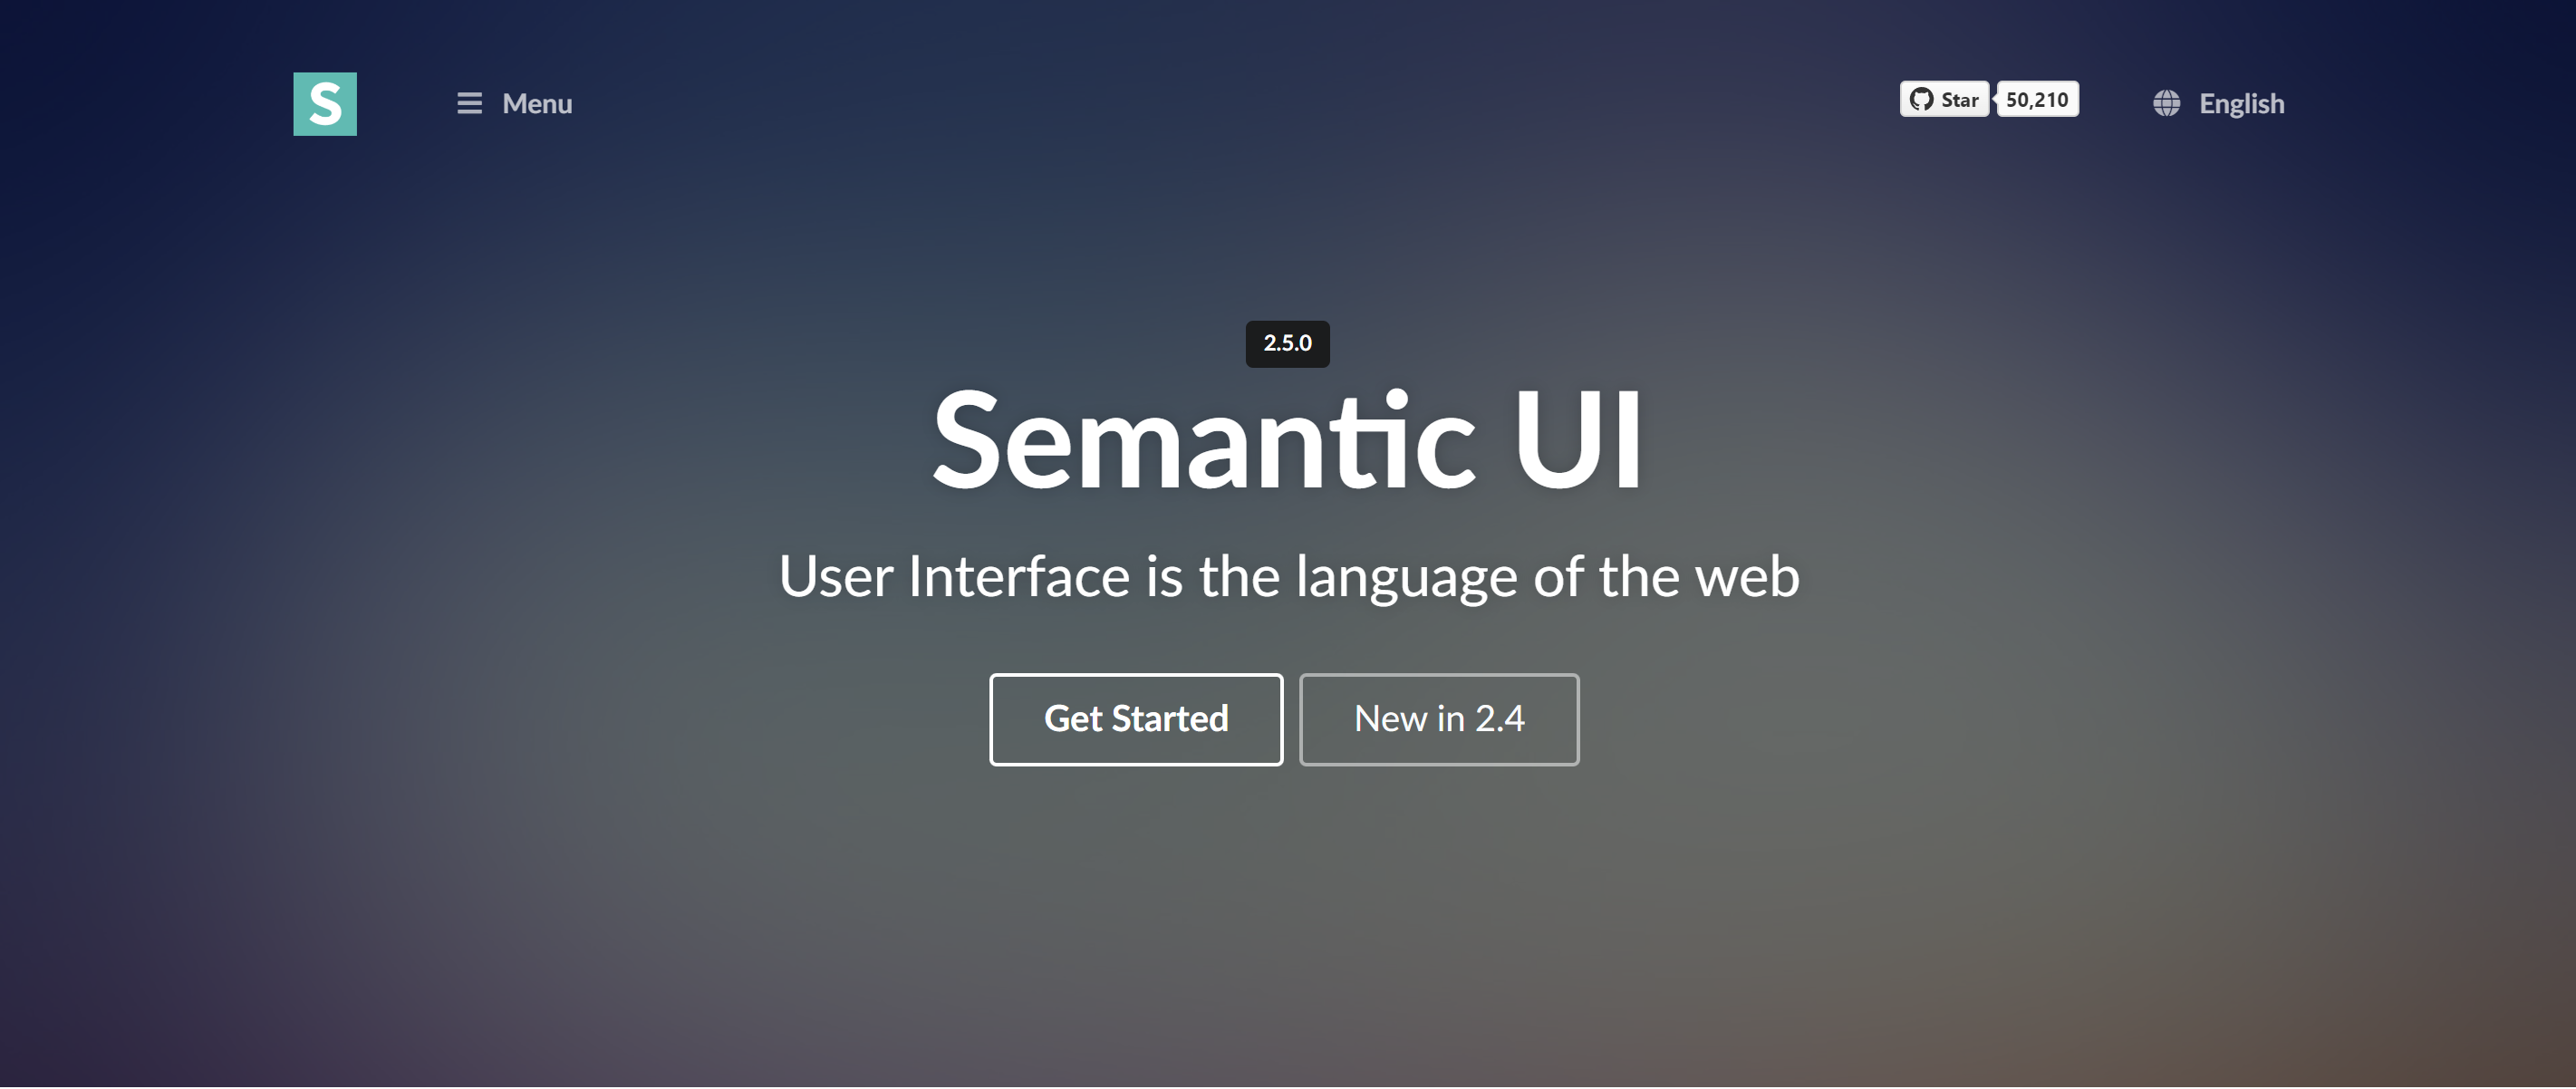 S
Menu
Star 50,210
English
2.5.0
Semantic UI
User Interface is the language of the web
Get Started
New in 2.4